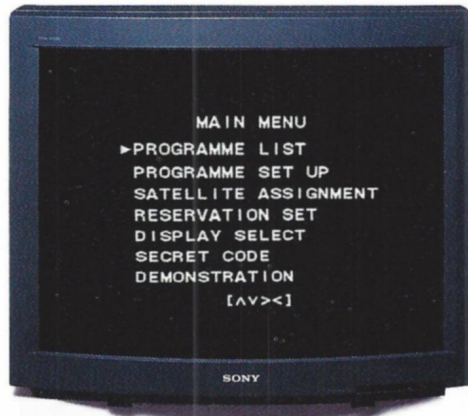 MAIN MENU
►PROGRAMME LIST
PROGRAMME SET UP
SATELLITE ASSIGNMENT
RESERVATION SET
DISPLAY SELECT
SECRET CODE
DEMONSTRATION
[∧∨><]
SONY